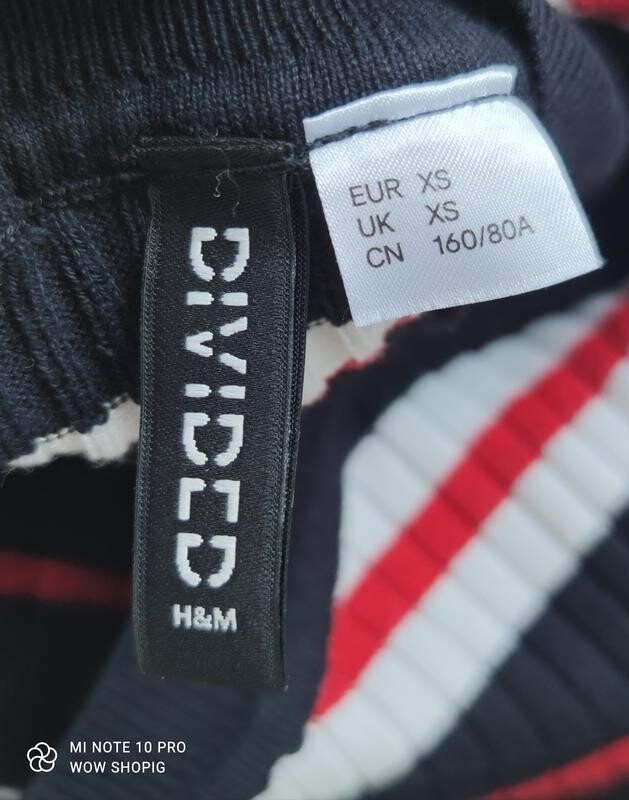 EUR XS
UK XS
CN 160/80A
DIVIDED
H&M
MI NOTE 10 PRO
WOW SHOPIG